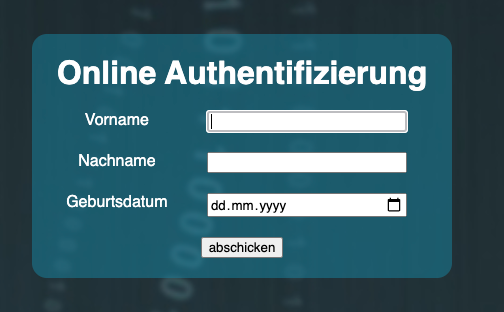 Online Authentifizierung
Vorname
Nachname
Geburtsdatum dd.mm.yyyy
abschicken